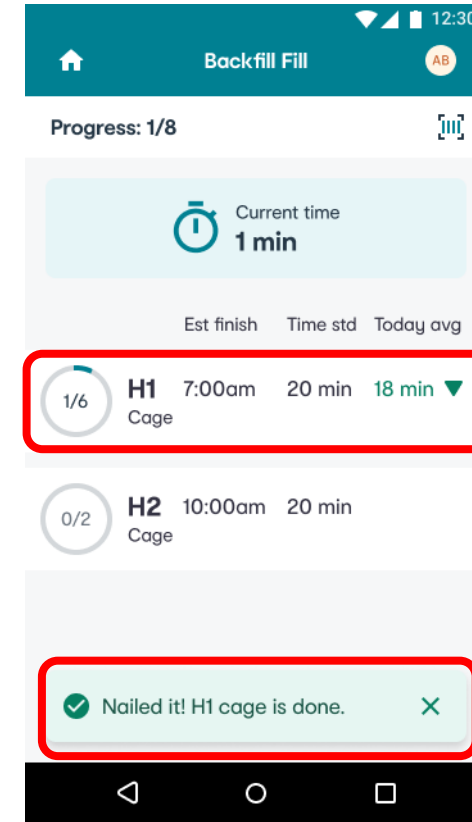 12:30
Backfill Fill
AB
Progress: 1/8
Current time
1 min
Est finish Time std Today avg
1/6 H1 7:00am 20 min 18 min
Cage
0/2 H2 10:00am 20 min
Cage
Nailed it! H1 cage is done.